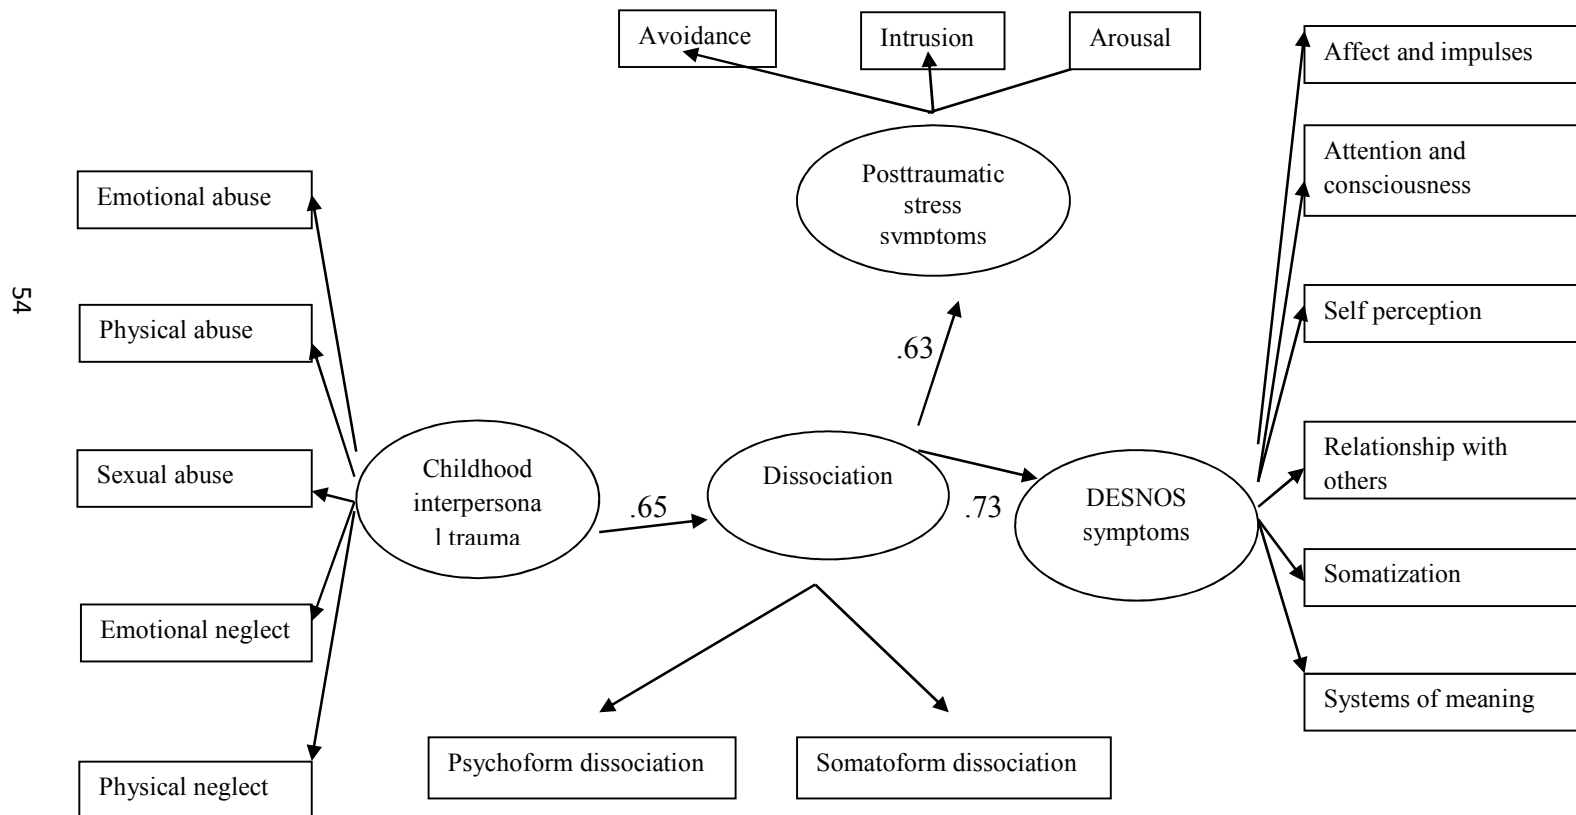 Avoidance
Intrusion
Arousal
Affect and impulses
Attention and
consciousness
Posttraumatic
stress
symptoms
Emotional abuse
54
Physical abuse
Self perception
.63
Sexual abuse
Childhood
interpersona
l trauma
.65
Dissociation
.73
DESNOS
symptoms
Relationship with
others
Emotional neglect
Somatization
Systems of meaning
Psychoform dissociation
Somatoform dissociation
Physical neglect